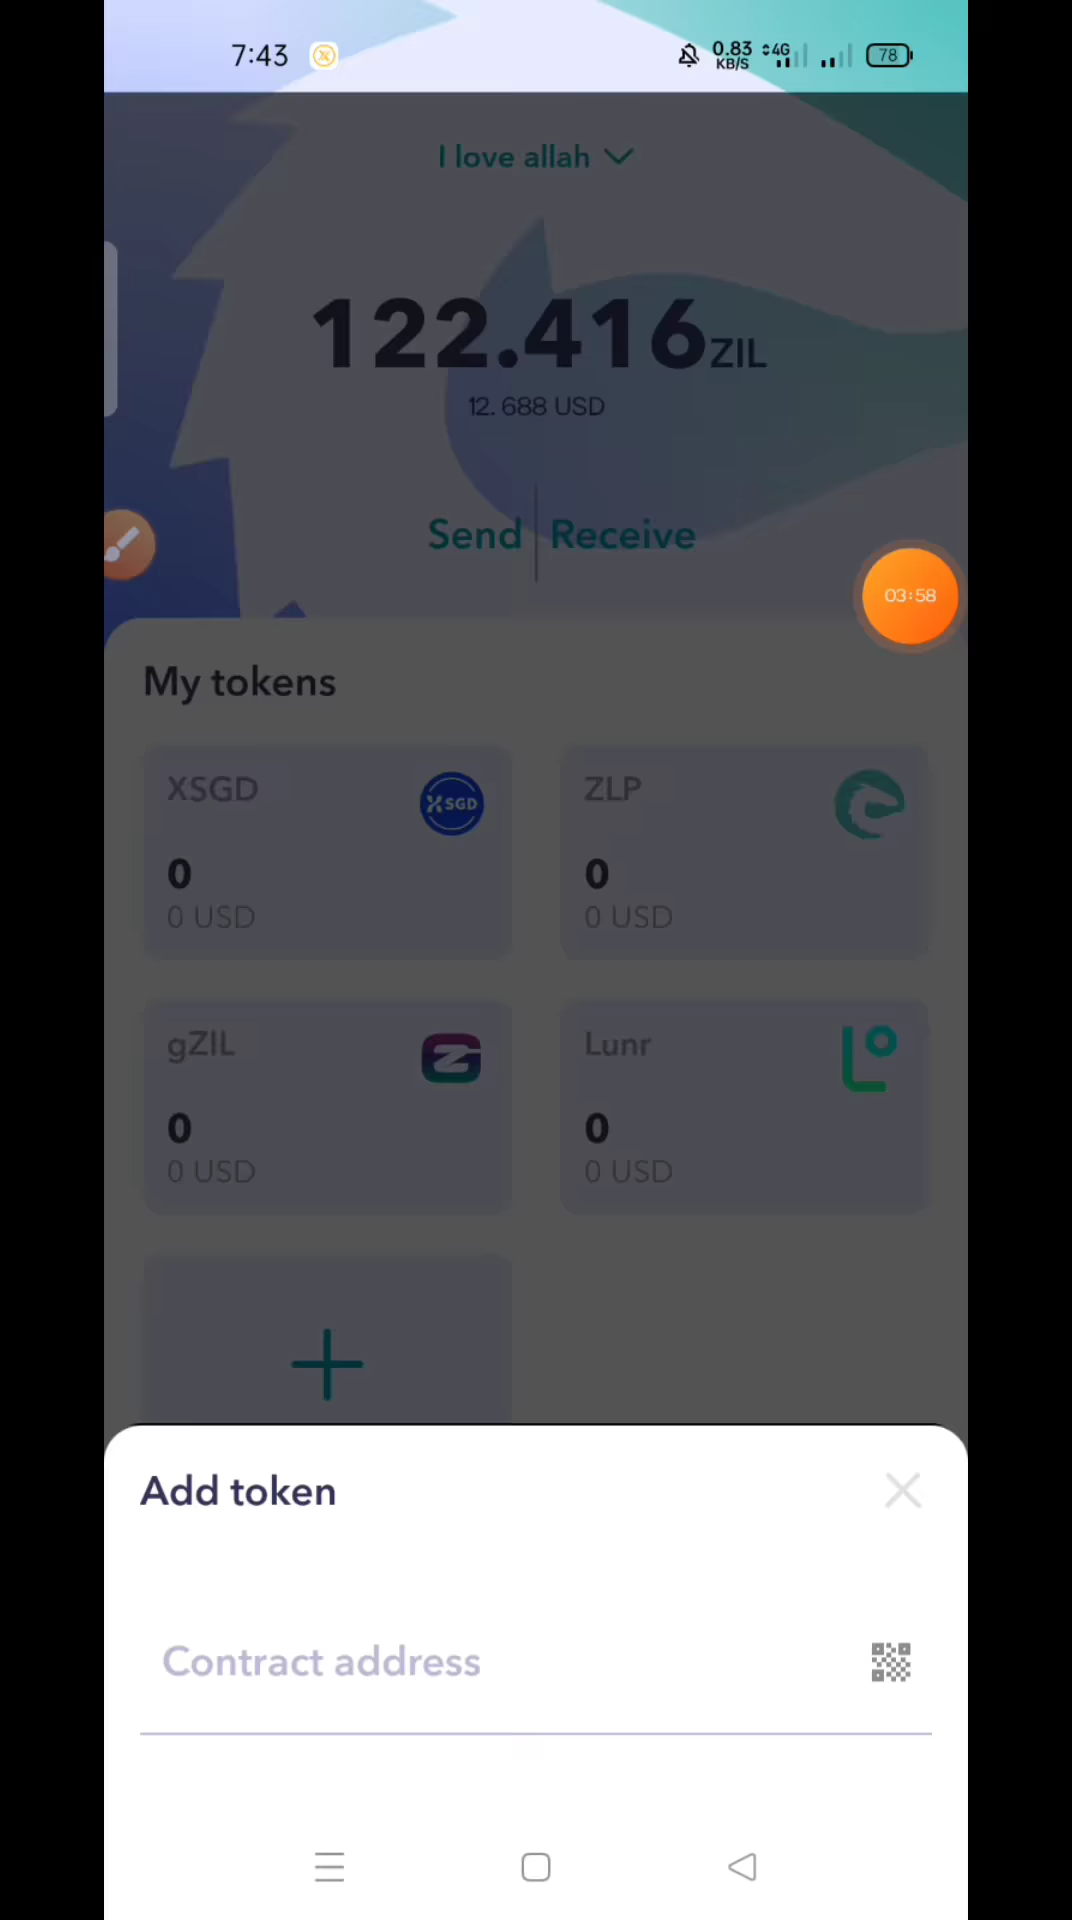 7:43
0.83 KB/S 4G 78
I love allah
122.416 ZIL
12. 688 USD
Send Receive
03:58
My tokens
XSGD XSGD ZLP
0 0
0 USD 0 USD
gZIL Lunr
0 0
0 USD 0 USD
Add token
Contract address